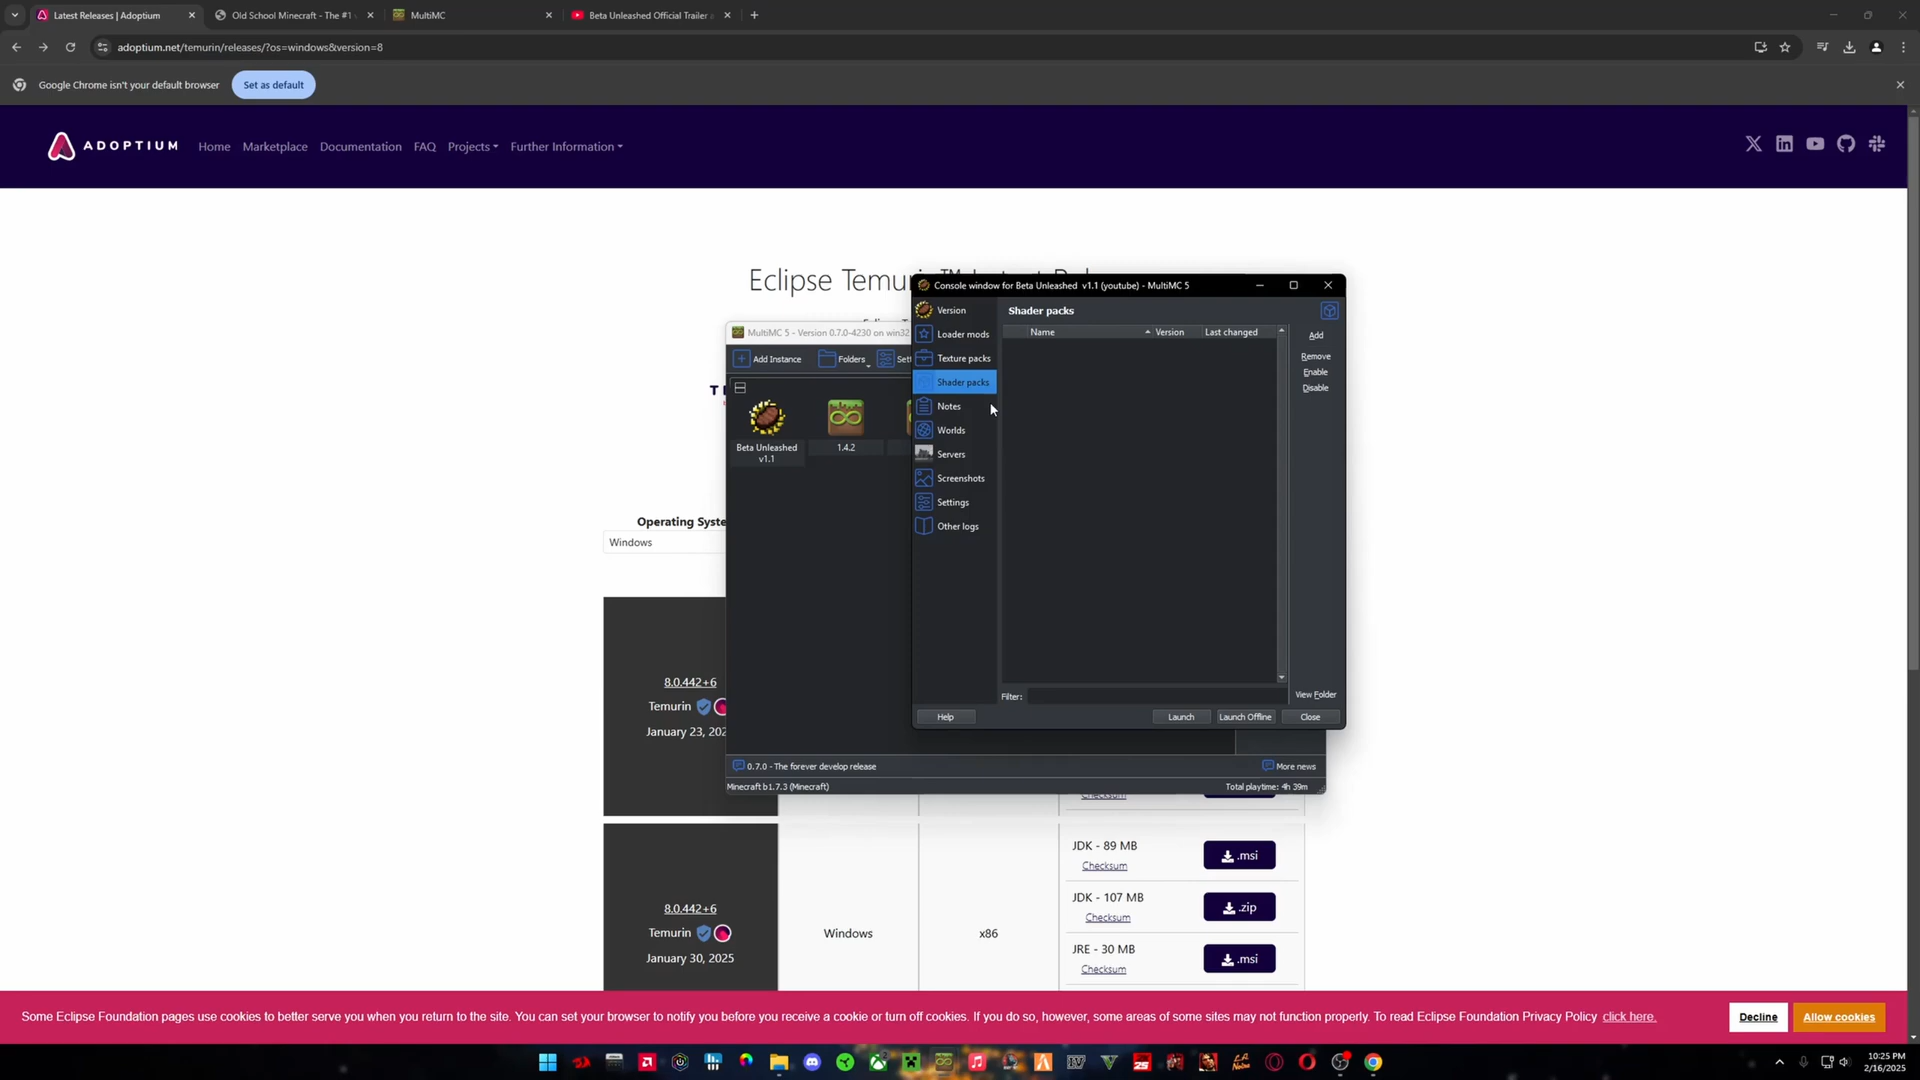 Latest Releases | Adoptium
Old School Minecraft - The #1
MultiMC
Beta Unleashed Official Trailer
adoptium.net/temurin/releases/?os=windows&version=8
Google Chrome isn't your default browser
Set as default
ADOPTIUM
Home
Marketplace
Documentation
FAQ
Projects
Further Information
Eclipse Temuri
Console window for Beta Unleashed v1.1 (youtube) - MultiMC
Version
Loader mods
Texture packs
Shader packs
Notes
Worlds
Servers
Screenshots
Settings
Other logs
Shader packs
Name
Version
Last changed
Add
Remove
Enable
Disable
Filter:
View Folder
Help
Launch
Launch Offline
Close
MultiMC 5 - Version 0.7.0-4230 on win32
Add Instance
Folders
Sett
Beta Unleashed
v1.1
1.4.2
0.7.0 - The forever develop release
More news
Minecraft b1.7.3 (Minecraft)
Total playtime: 4h 39m
Operating Syste
Windows
8.0.442+6
Temurin
January 23, 202
Checksum
8.0.442+6
Temurin
January 30, 2025
Windows
x86
JDK - 89 MB
Checksum
.msi
JDK - 107 MB
Checksum
.zip
JRE - 30 MB
Checksum
.msi
Some Eclipse Foundation pages use cookies to better serve you when you return to the site. You can set your browser to notify you before you receive a cookie or turn off cookies. If you do so, however, some areas of some sites may not function properly. To read Eclipse Foundation Privacy Policy click here.
Decline
Allow cookies
10:25 PM
2/16/2025